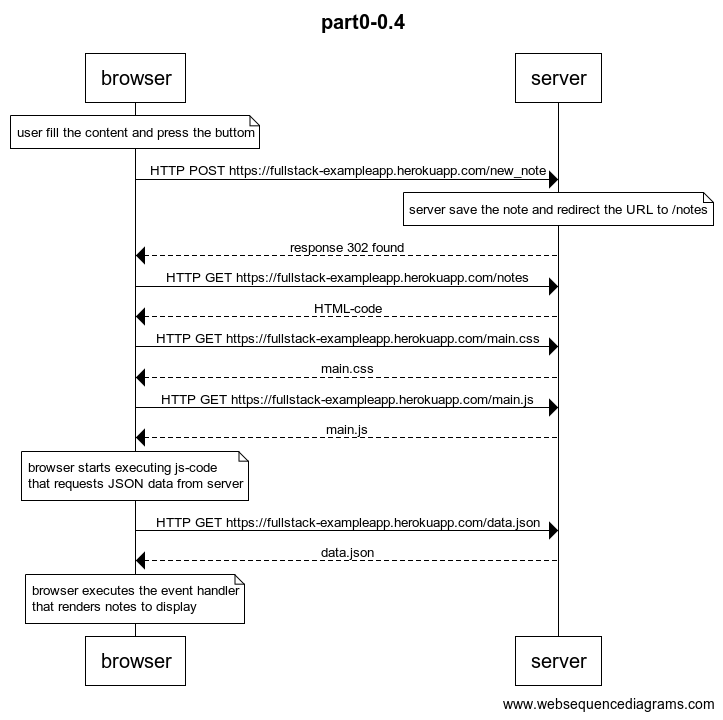 part0-0.4
browser
server
user fill the content and press the buttom
HTTP POST https://fullstack-exampleapp.herokuapp.com/new_note
server save the note and redirect the URL to /notes
response 302 found
HTTP GET https://fullstack-exampleapp.herokuapp.com/notes
HTML-code
HTTP GET https://fullstack-exampleapp.herokuapp.com/main.css
main.css
HTTP GET https://fullstack-exampleapp.herokuapp.com/main.js
main.js
browser starts executing js-code
that requests JSON data from server
HTTP GET https://fullstack-exampleapp.herokuapp.com/data.json
data.json
browser executes the event handler
that renders notes to display
browser
server
www.websequencediagrams.com